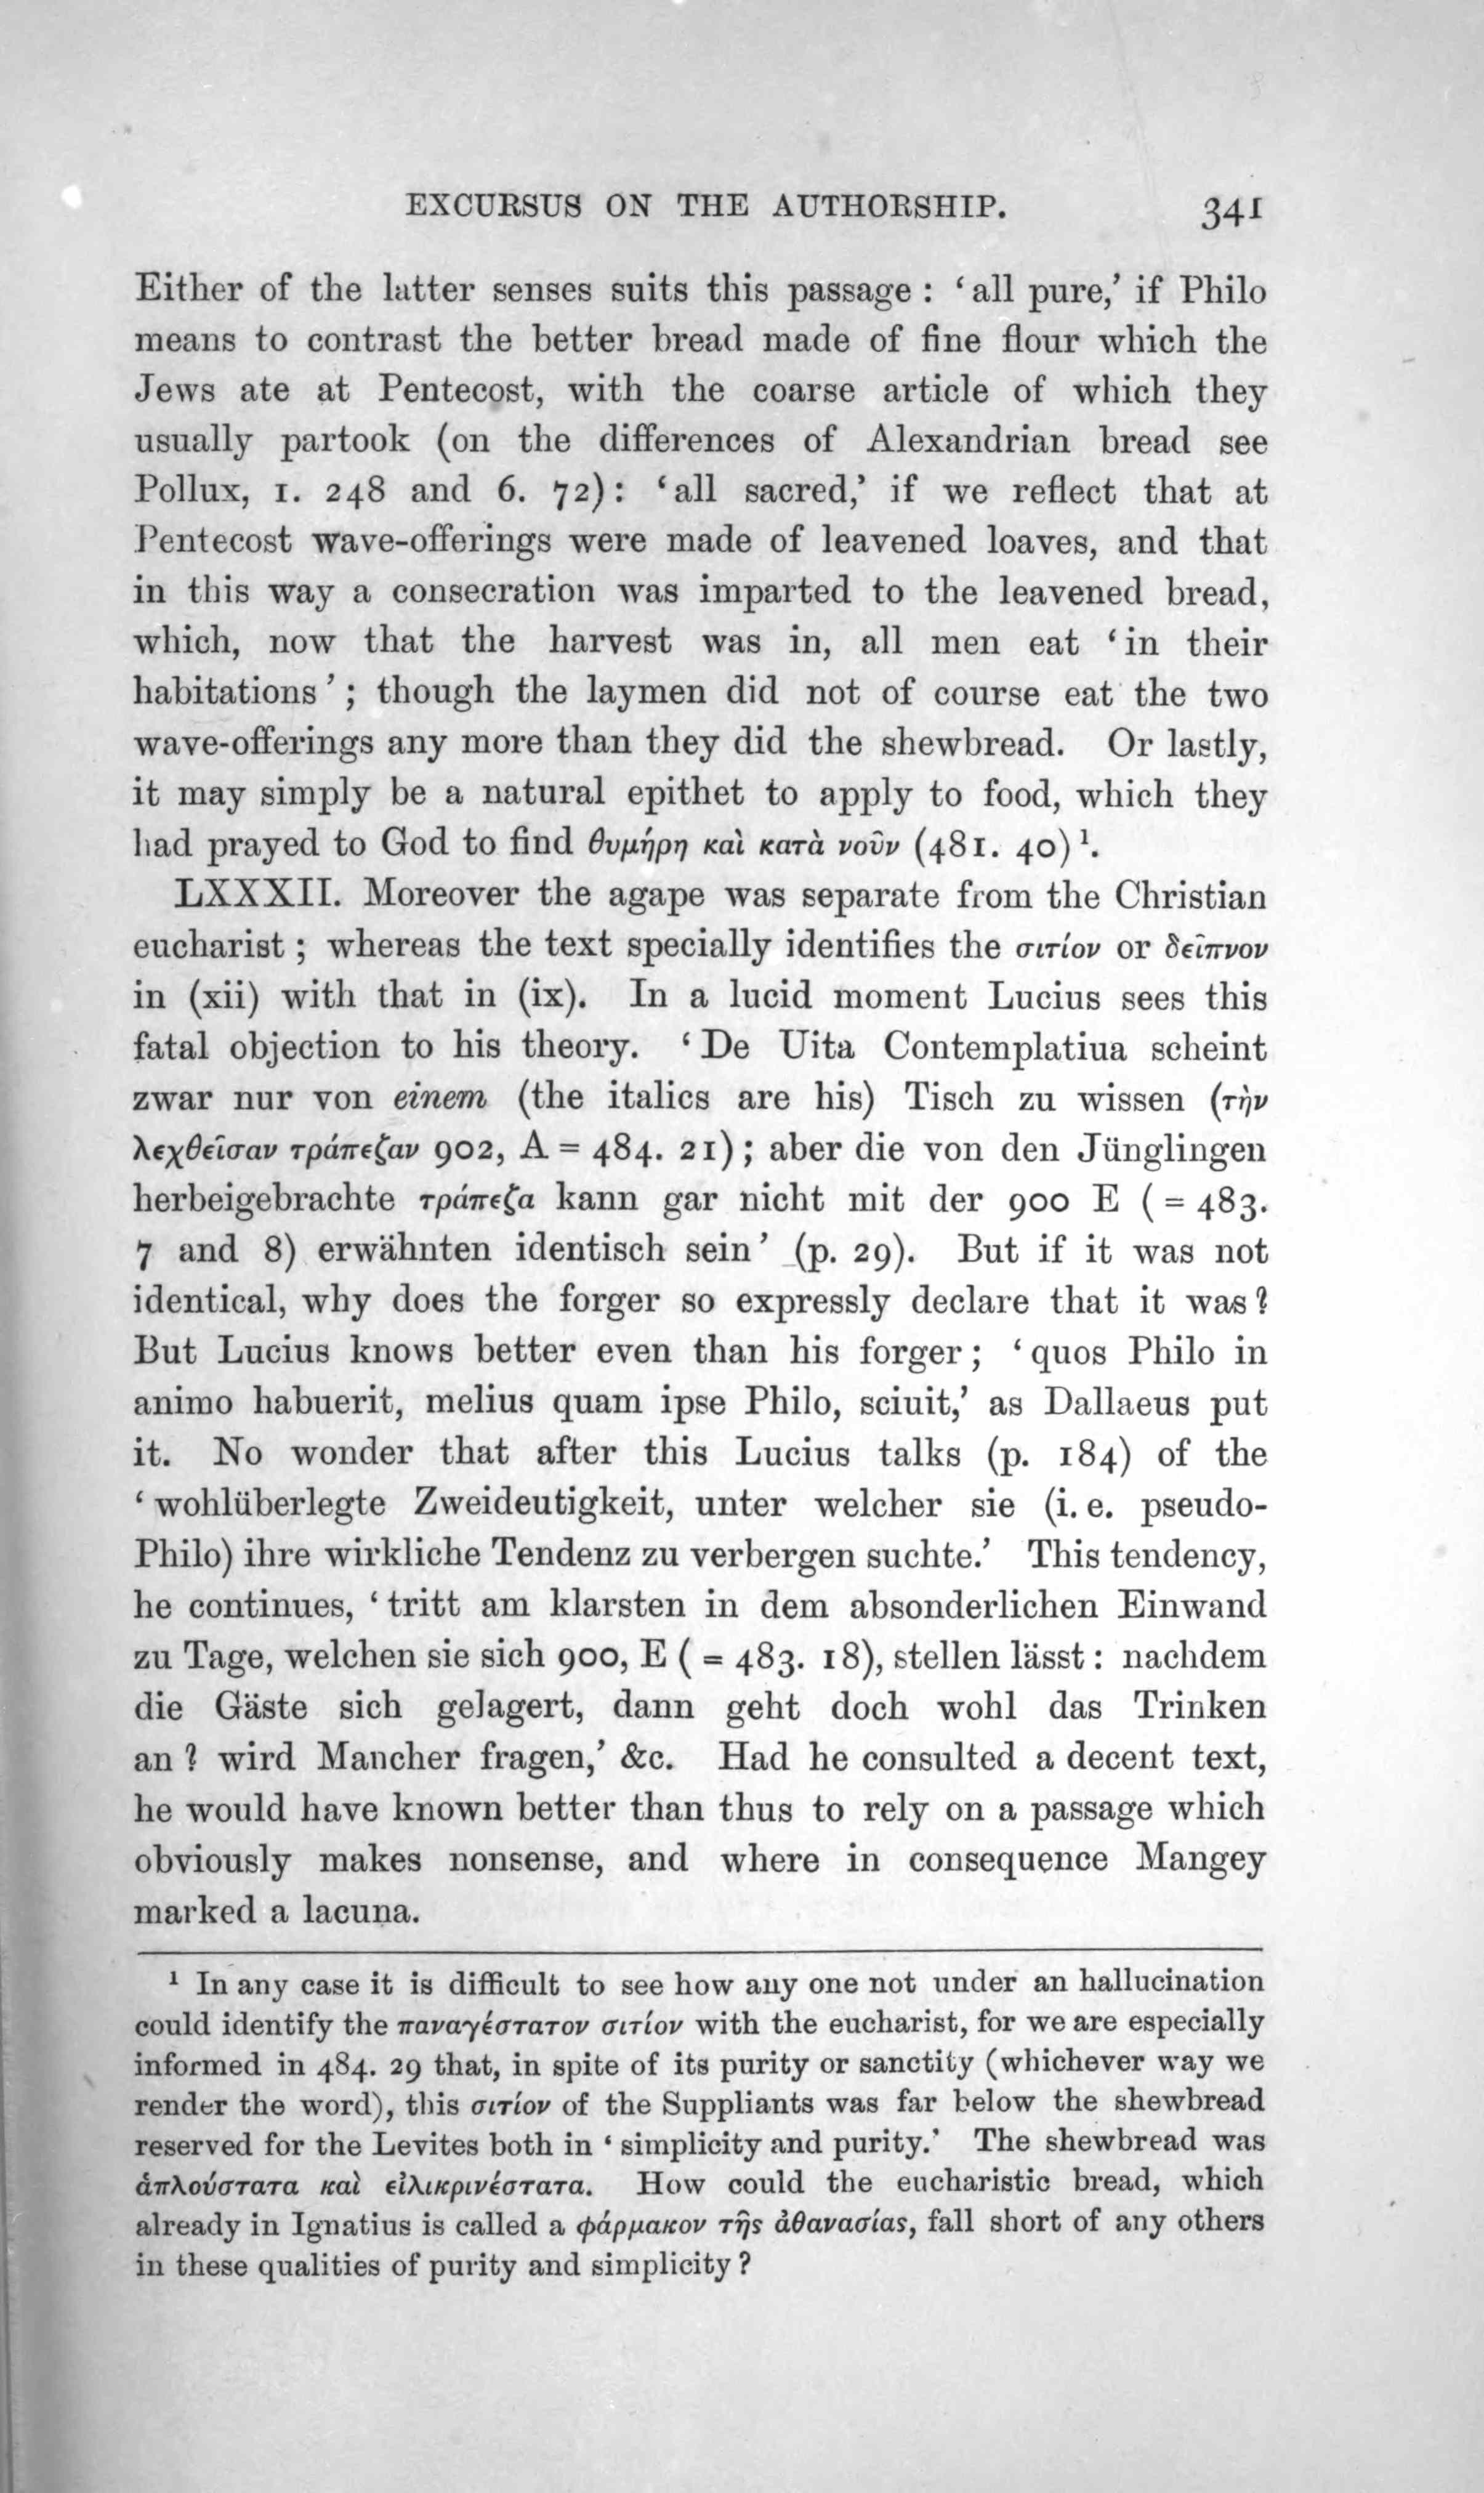 EXCURSUS ON THE AUTHORSHIP. 341
Either of the latter senses suits this passage : ‘all pure,’ if Philo
means to contrast the better bread made of fine flour which the
Jews ate at Pentecost, with the coarse article of which they
usually partook (on the differences of Alexandrian bread see
Pollux, 1. 248 and 6. 72): ‘all sacred,’ if we reflect that at
Pentecost wave-offerings were made of leavened loaves, and that
in this way a consecration was imparted to the leavened bread,
which, now that the harvest was in, all men eat ‘in their
habitations’; though the laymen did not of course eat the two
wave-offerings any more than they did the shewbread. Or lastly,
it may simply be a natural epithet to apply to food, which they
had prayed to God to find θυμήρη καὶ κατὰ νοῦν (481. 40)¹.
LXXXII. Moreover the agape was separate from the Christian
eucharist ; whereas the text specially identifies the σιτίον or δεῖπνον
in (xii) with that in (ix). In a lucid moment Lucius sees this
fatal objection to his theory. ‘De Uita Contemplatiua scheint
zwar nur von einem (the italics are his) Tisch zu wissen (τὴν
λεχθεῖσαν τράπεζαν 902, A = 484. 21); aber die von den Jünglingen
herbeigebrachte τράπεζα kann gar nicht mit der 900 E ( = 483.
7 and 8) erwähnten identisch sein’ (p. 29). But if it was not
identical, why does the forger so expressly declare that it was?
But Lucius knows better even than his forger; ‘quos Philo in
animo habuerit, melius quam ipse Philo, sciuit,’ as Dallaeus put
it. No wonder that after this Lucius talks (p. 184) of the
‘wohlüberlegte Zweideutigkeit, unter welcher sie (i. e. pseudo-
Philo) ihre wirkliche Tendenz zu verbergen suchte.’ This tendency,
he continues, ‘tritt am klarsten in dem absonderlichen Einwand
zu Tage, welchen sie sich 900, E ( = 483. 18), stellen lässt : nachdem
die Gäste sich gelagert, dann geht doch wohl das Trinken
an ? wird Mancher fragen,’ &c. Had he consulted a decent text,
he would have known better than thus to rely on a passage which
obviously makes nonsense, and where in consequence Mangey
marked a lacuna.
¹ In any case it is difficult to see how any one not under an hallucination
could identify the παναγέστατον σιτίον with the eucharist, for we are especially
informed in 484. 29 that, in spite of its purity or sanctity (whichever way we
render the word), this σιτίον of the Suppliants was far below the shewbread
reserved for the Levites both in ‘simplicity and purity.’ The shewbread was
ἁπλούστατα καὶ εἰλικρινέστατα. How could the eucharistic bread, which
already in Ignatius is called a φάρμακον τῆς ἀθανασίας, fall short of any others
in these qualities of purity and simplicity ?